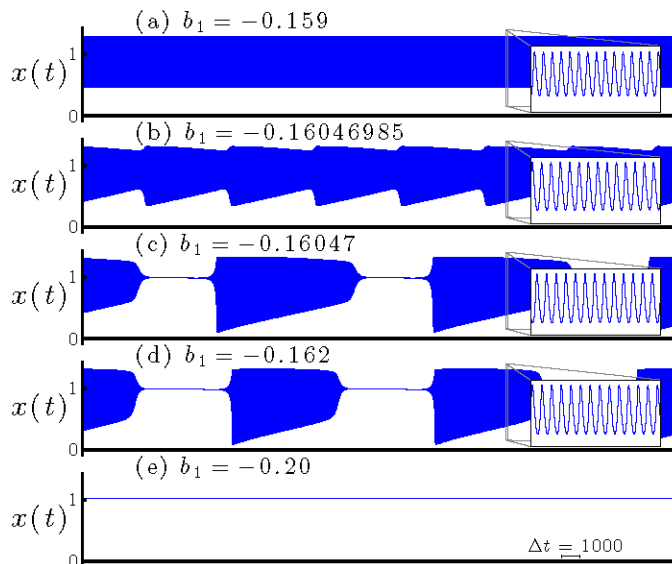 (a) b₁ = −0.159
1
x(t)
0
(b) b₁ = −0.16046985
1
x(t)
0
(c) b₁ = −0.16047
1
x(t)
0
(d) b₁ = −0.162
1
x(t)
0
(e) b₁ = −0.20
1
x(t)
Δt = 1000
0